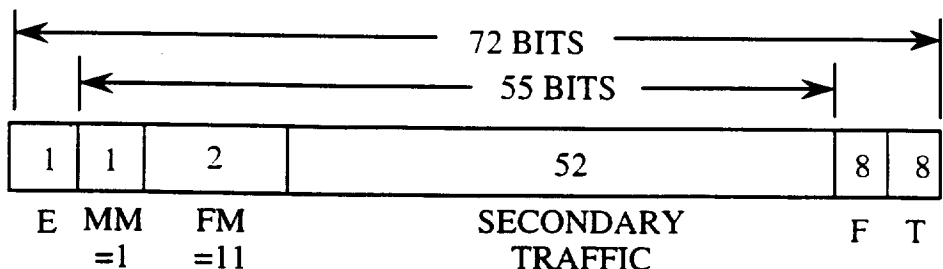 72 BITS
55 BITS
1 1 2 52 8 8
E MM =1 FM =11 SECONDARY TRAFFIC F T